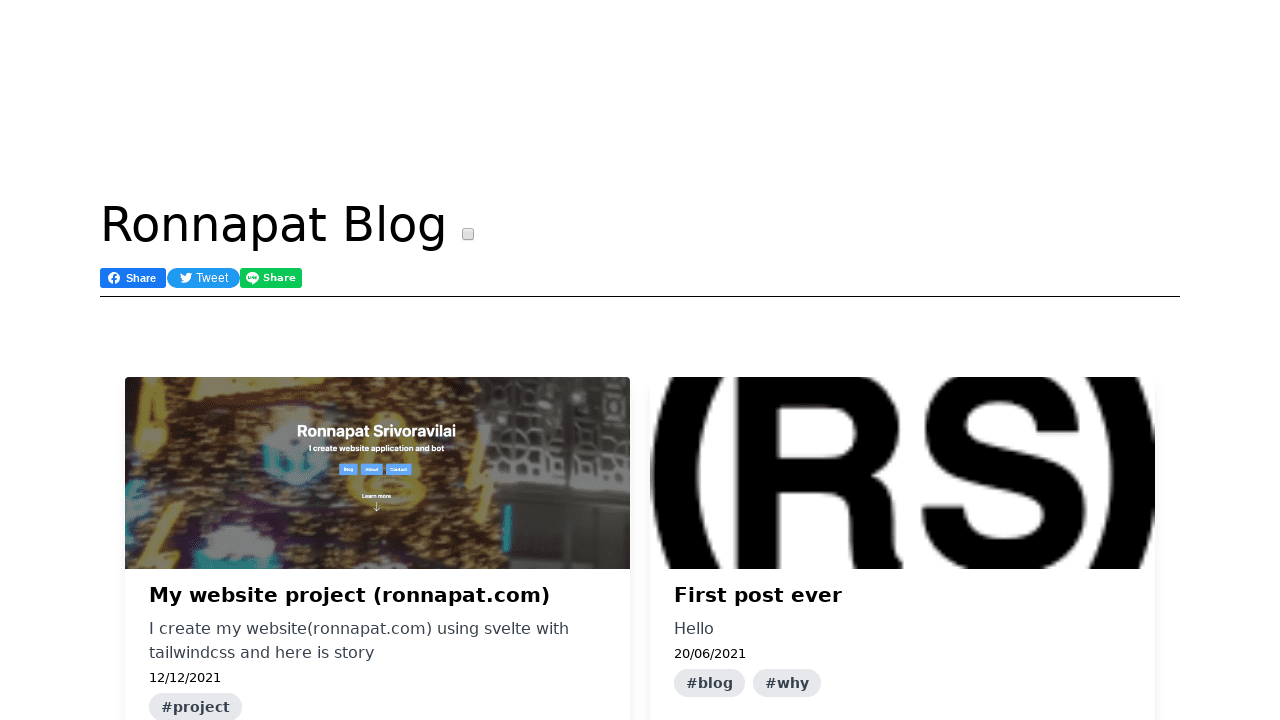 Ronnapat Blog
Share
Tweet
Share
Ronnapat Srivoravilai
I create website application and bot
Blog About Contact
Learn more
My website project (ronnapat.com)
I create my website(ronnapat.com) using svelte with
tailwindcss and here is story
12/12/2021
#project
(RS)
First post ever
Hello
20/06/2021
#blog #why